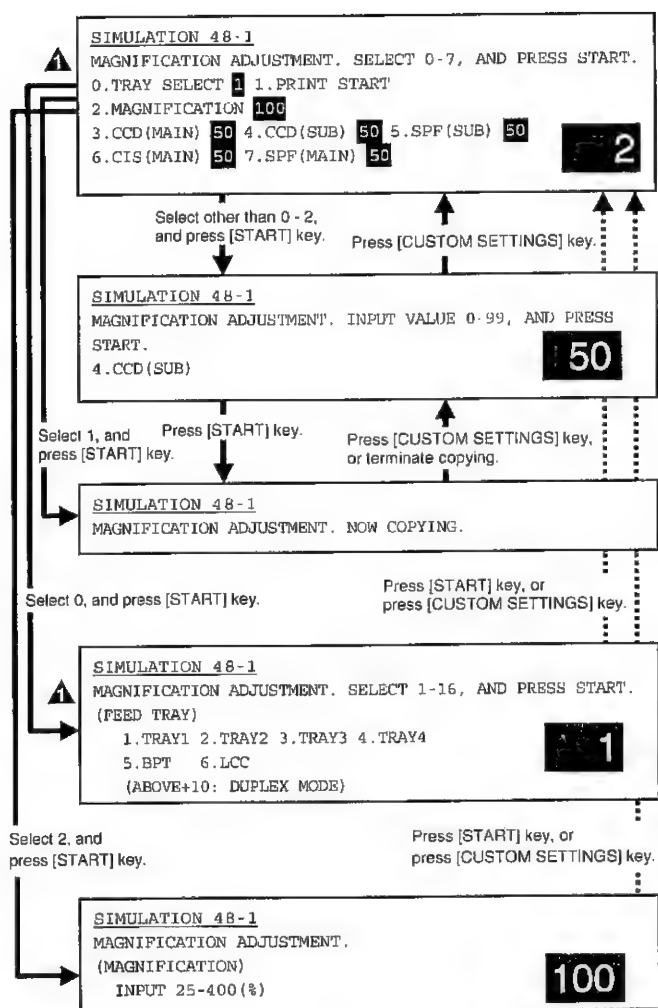 SIMULATION 48-1
MAGNIFICATION ADJUSTMENT. SELECT 0-7, AND PRESS START.
0.TRAY SELECT 1 1.PRINT START
2.MAGNIFICATION 100
3.CCD(MAIN) 50 4.CCD(SUB) 50 5.SPF(SUB) 50
6.CIS(MAIN) 50 7.SPF(MAIN) 50
2
1
Select other than 0 - 2,
and press [START] key.
Press [CUSTOM SETTINGS] key.
SIMULATION 48-1
MAGNIFICATION ADJUSTMENT. INPUT VALUE 0-99, AND PRESS
START.
4.CCD(SUB)
50
Select 1, and
press [START] key.
Press [START] key.
Press [CUSTOM SETTINGS] key,
or terminate copying.
SIMULATION 48-1
MAGNIFICATION ADJUSTMENT. NOW COPYING.
Select 0, and press [START] key.
Press [START] key, or
press [CUSTOM SETTINGS] key.
SIMULATION 48-1
MAGNIFICATION ADJUSTMENT. SELECT 1-16, AND PRESS START.
(FEED TRAY)
1.TRAY1 2.TRAY2 3.TRAY3 4.TRAY4
5.BPT 6.LCC
(ABOVE+10: DUPLEX MODE)
1
1
Select 2, and
press [START] key.
Press [START] key, or
press [CUSTOM SETTINGS] key.
SIMULATION 48-1
MAGNIFICATION ADJUSTMENT.
(MAGNIFICATION)
INPUT 25-400(%)
100